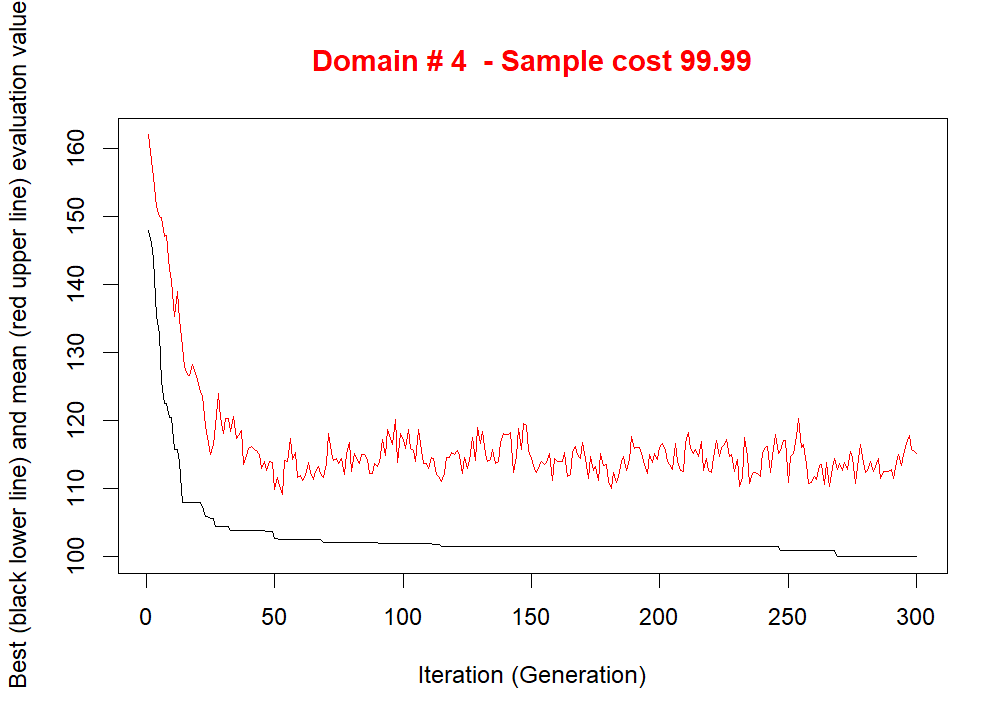 Domain # 4  - Sample cost 99.99
Best (black lower line) and mean (red upper line) evaluation value
160
150
140
130
120
110
100
0 50 100 150 200 250 300
Iteration (Generation)